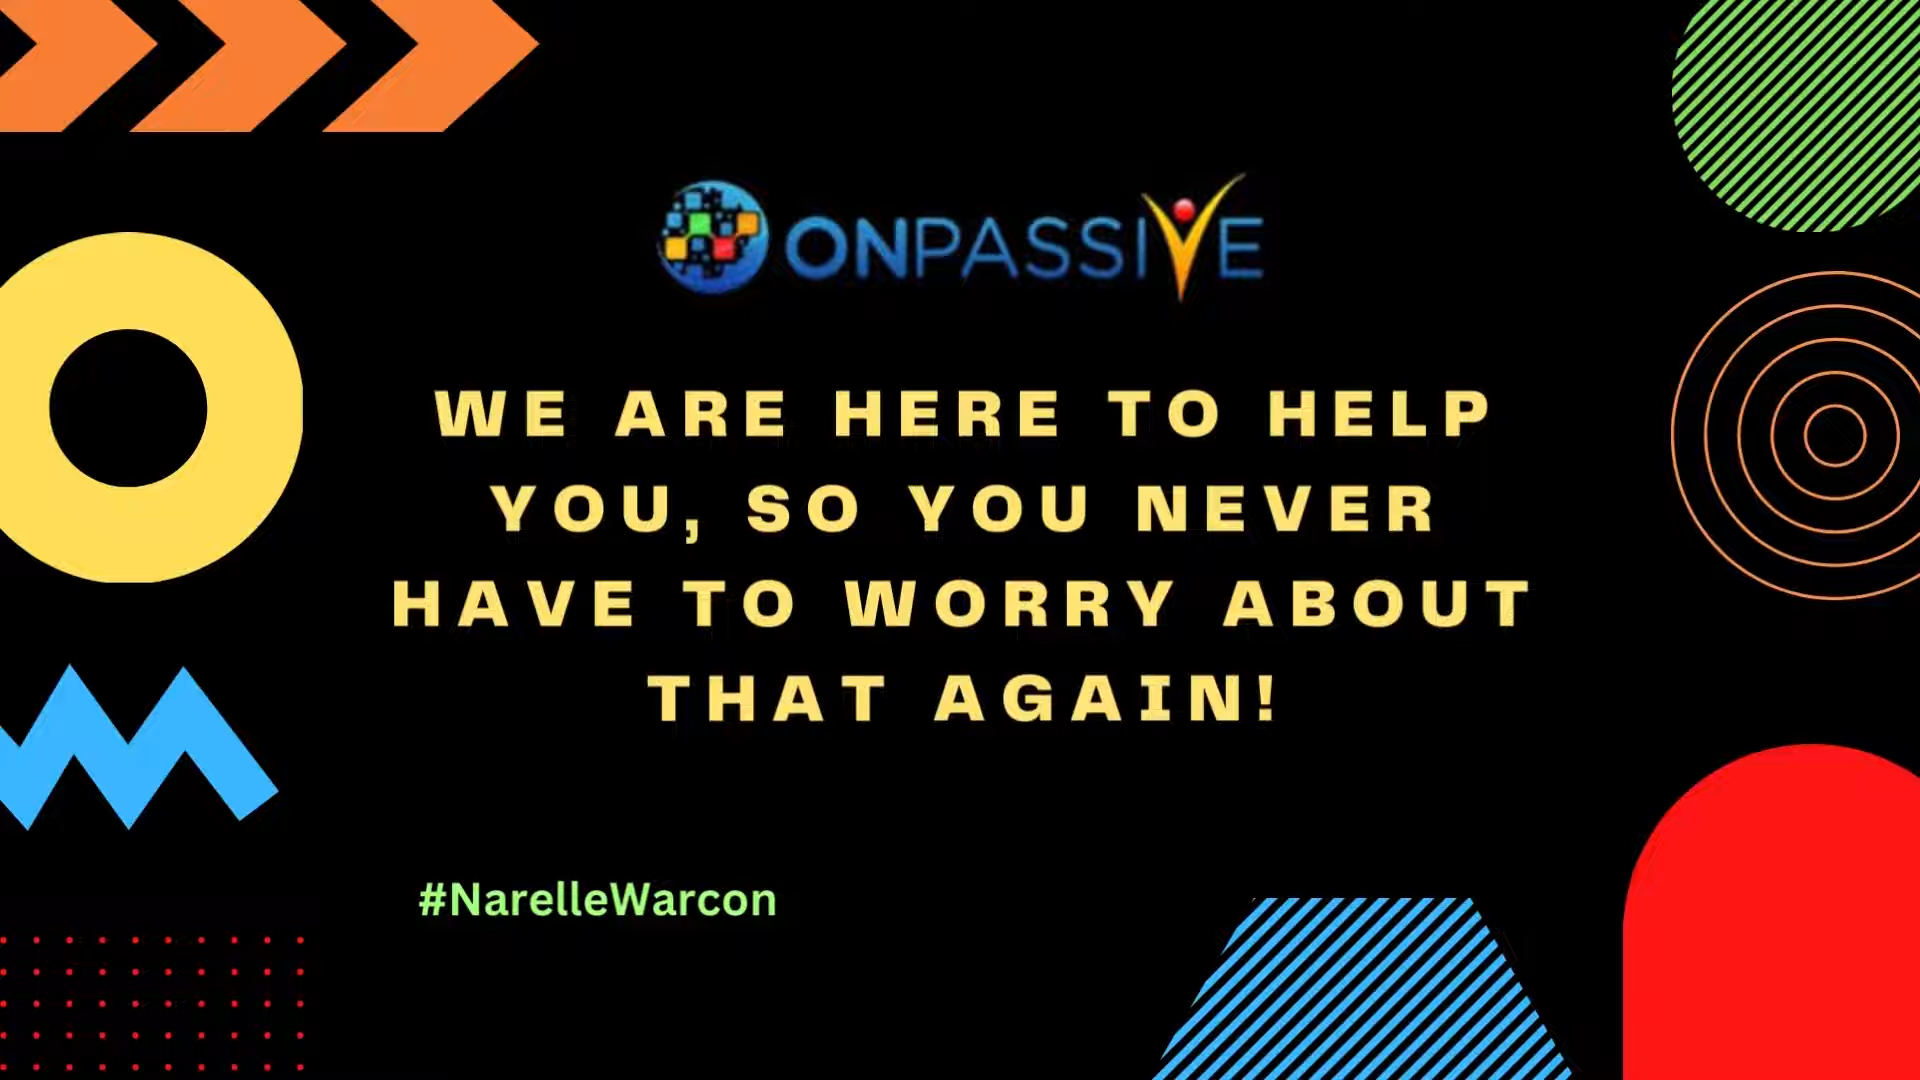 ONPASSIVE
WE ARE HERE TO HELP
YOU, SO YOU NEVER
HAVE TO WORRY ABOUT
THAT AGAIN!
#NarelleWarcon